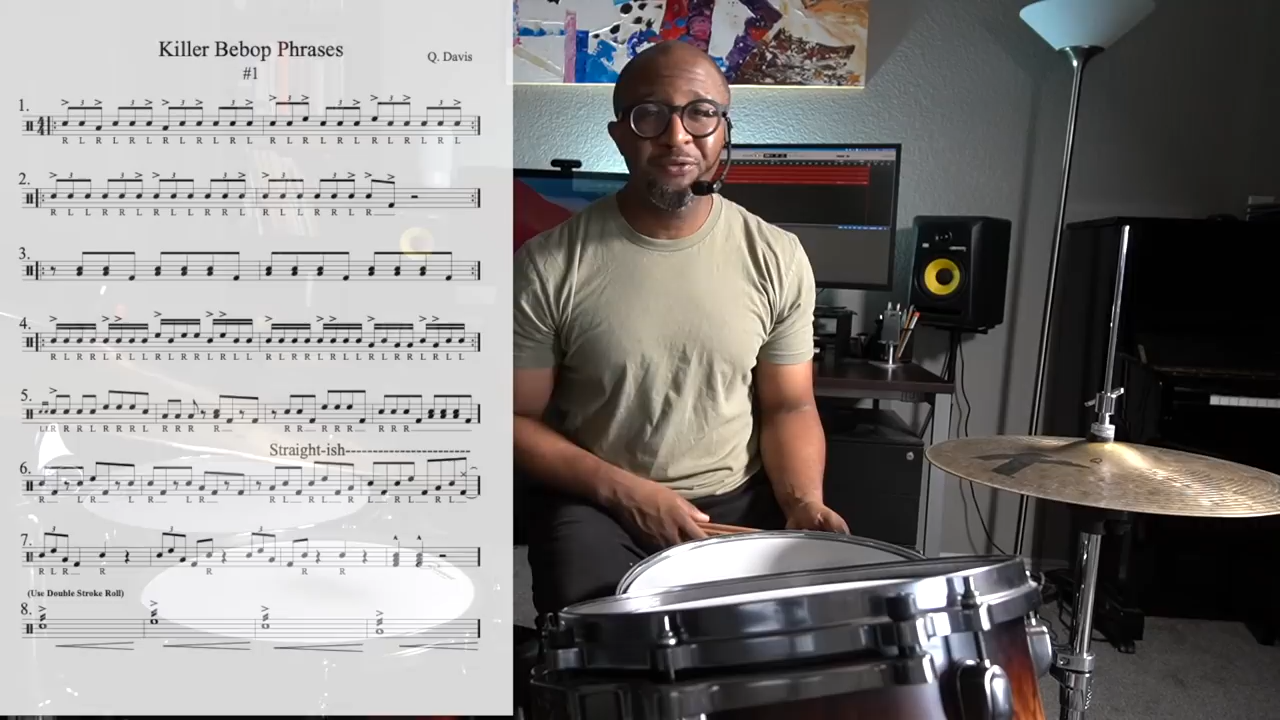 Killer Bebop Phrases
Q. Davis
#1
1.
R L R L R L R L R L R L R L R L R L R L R L R L
2.
R L L R R L R L L R L R L R L L R R L R
3.
4.
R L R R L R L L R L R R L R L L R L R R L R L L R L R R L R L L
5.
Straight-ish
6.
7.
R L R R R R R
(Use Double Stroke Roll)
8.